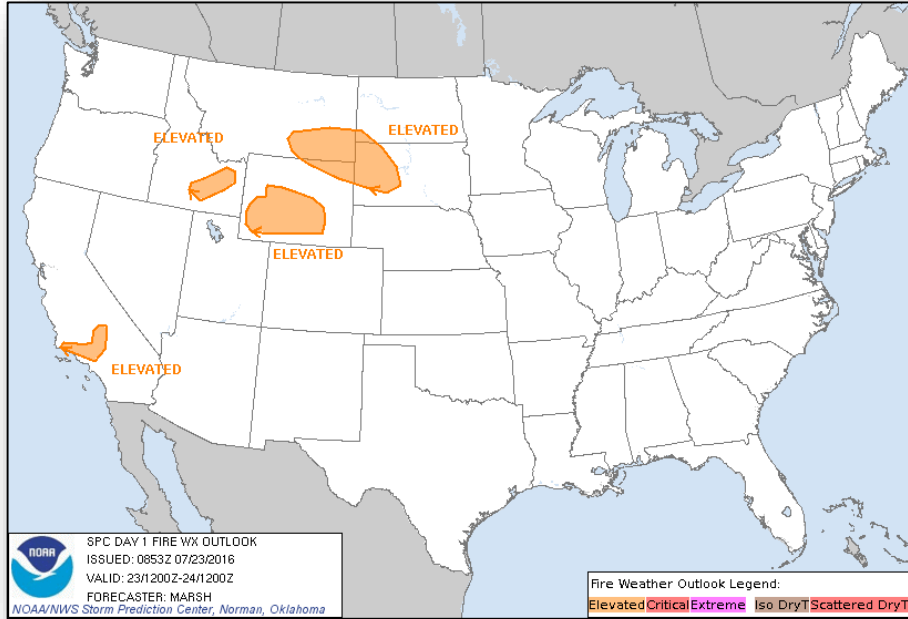 ELEVATED
ELEVATED
ELEVATED
ELEVATED
NOAA
SPC DAY 1 FIRE WX OUTLOOK
ISSUED: 0853Z 07/23/2016
VALID: 23/1200Z-24/1200Z
FORECASTER: MARSH
NOAA/NWS Storm Prediction Center, Norman, Oklahoma
Fire Weather Outlook Legend:
Elevated Critical Extreme Iso DryT Scattered DryT